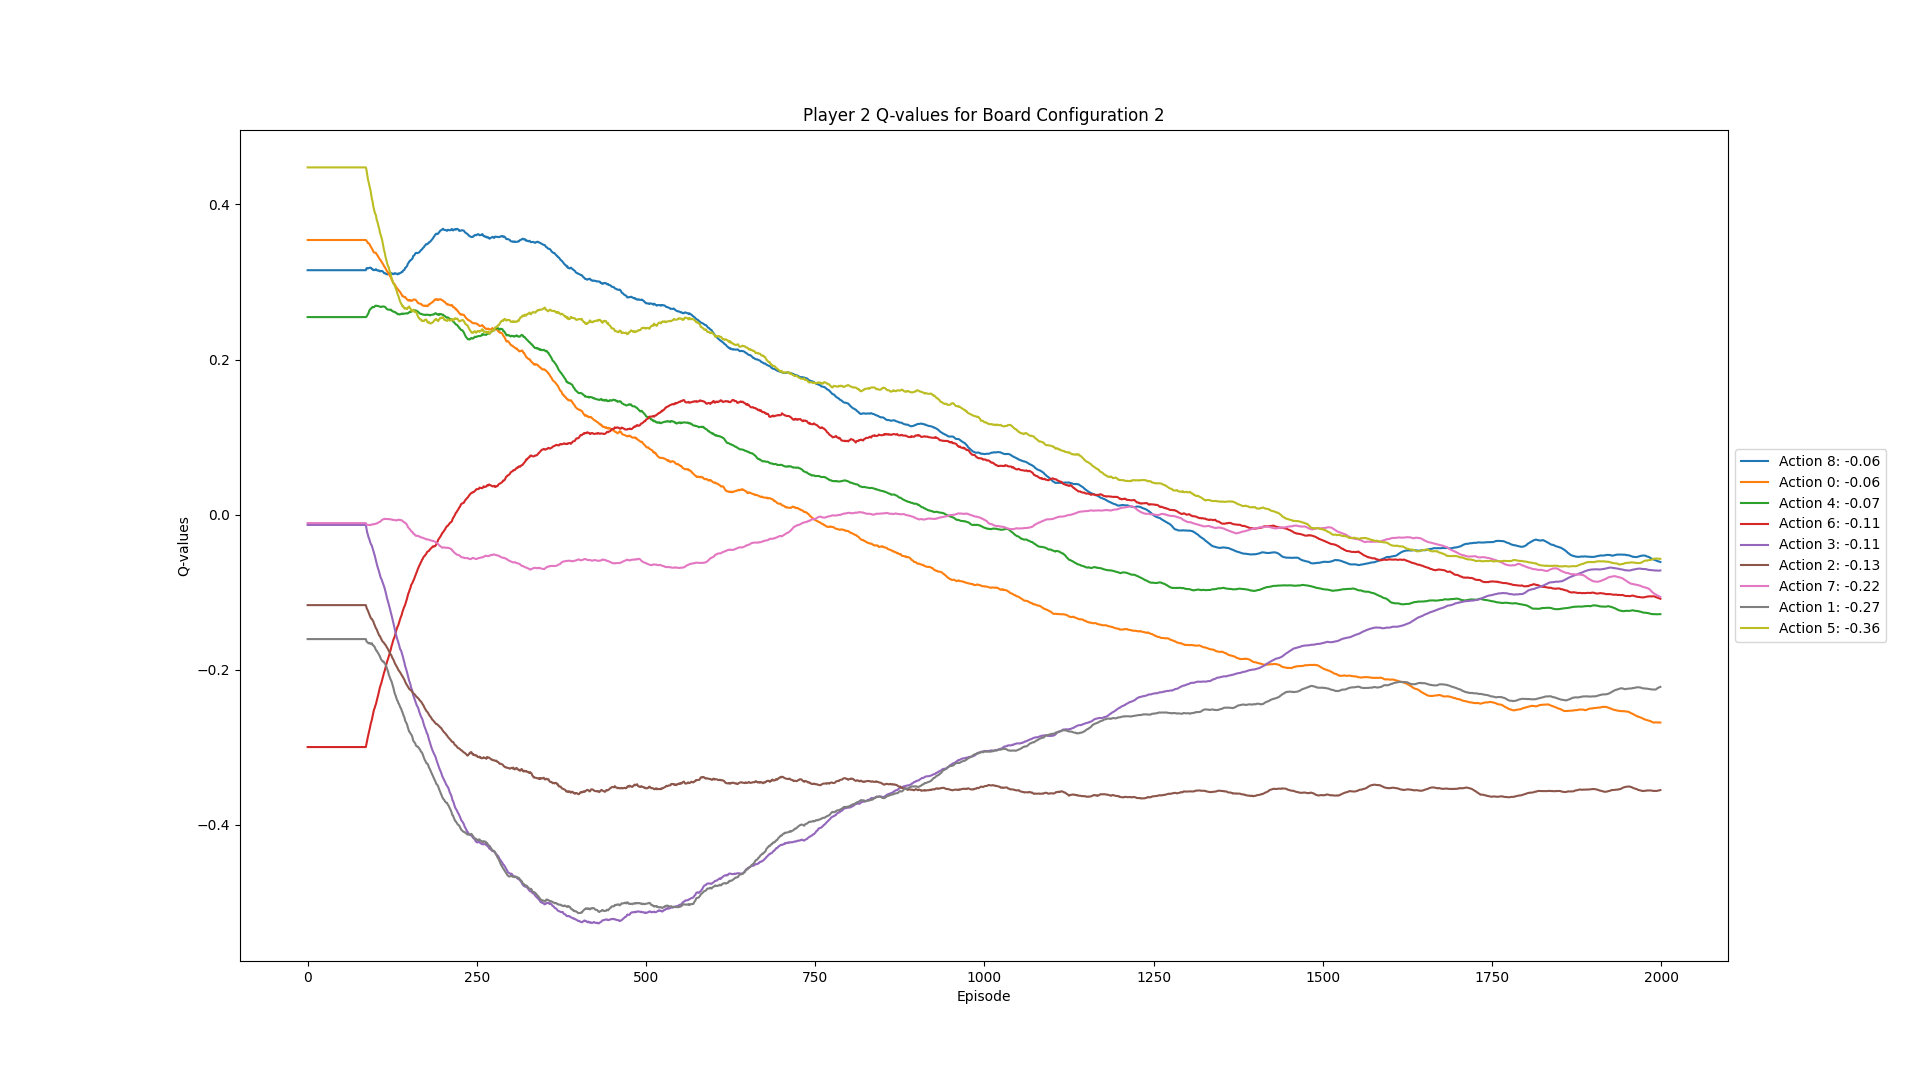 Player 2 Q-values for Board Configuration 2
Q-values
0.4
0.2
0.0
−0.2
−0.4
0
250
500
750
1000
1250
1500
1750
2000
Episode
Action 8: -0.06
Action 0: -0.06
Action 4: -0.07
Action 6: -0.11
Action 3: -0.11
Action 2: -0.13
Action 7: -0.22
Action 1: -0.27
Action 5: -0.36